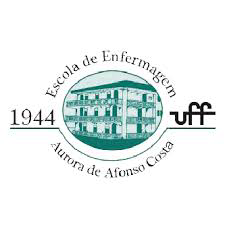 Escola de Enfermagem
1944 uff
Aurora de Afonso Costa